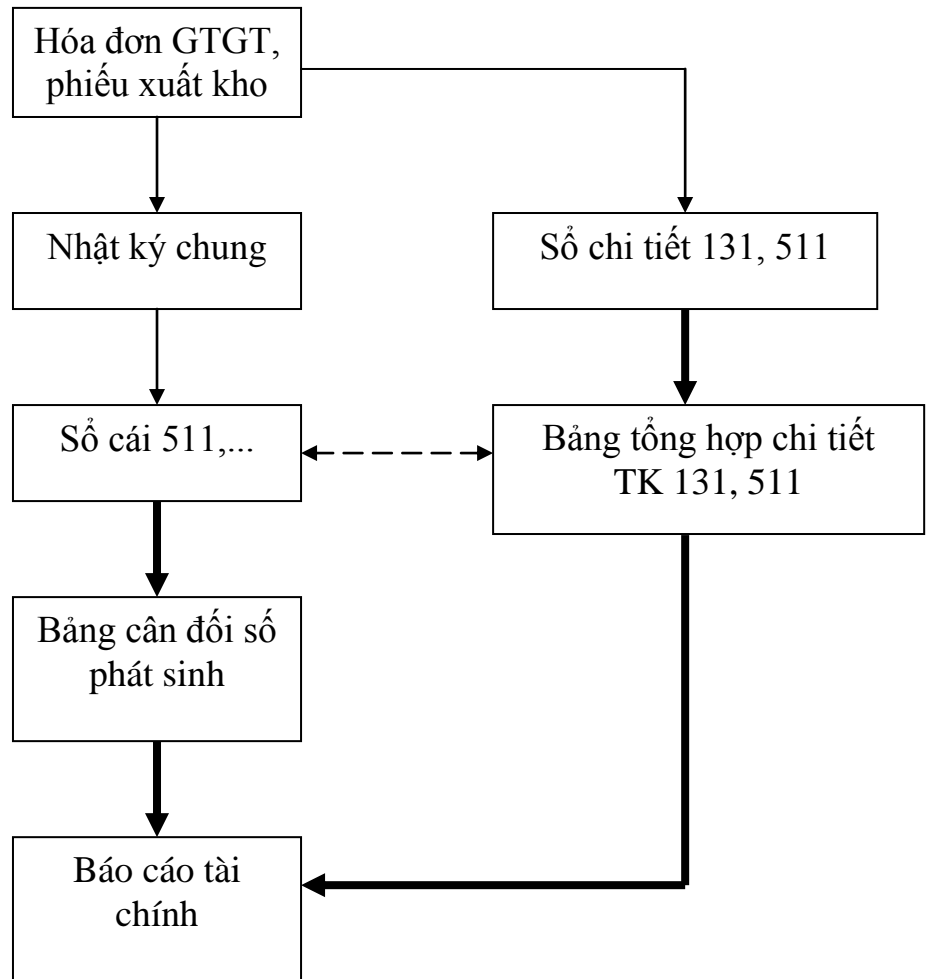 Hóa đơn GTGT,
phiếu xuất kho
Nhật ký chung
Sổ chi tiết 131, 511
Sổ cái 511,...
Bảng tổng hợp chi tiết
TK 131, 511
Bảng cân đối số
phát sinh
Báo cáo tài
chính